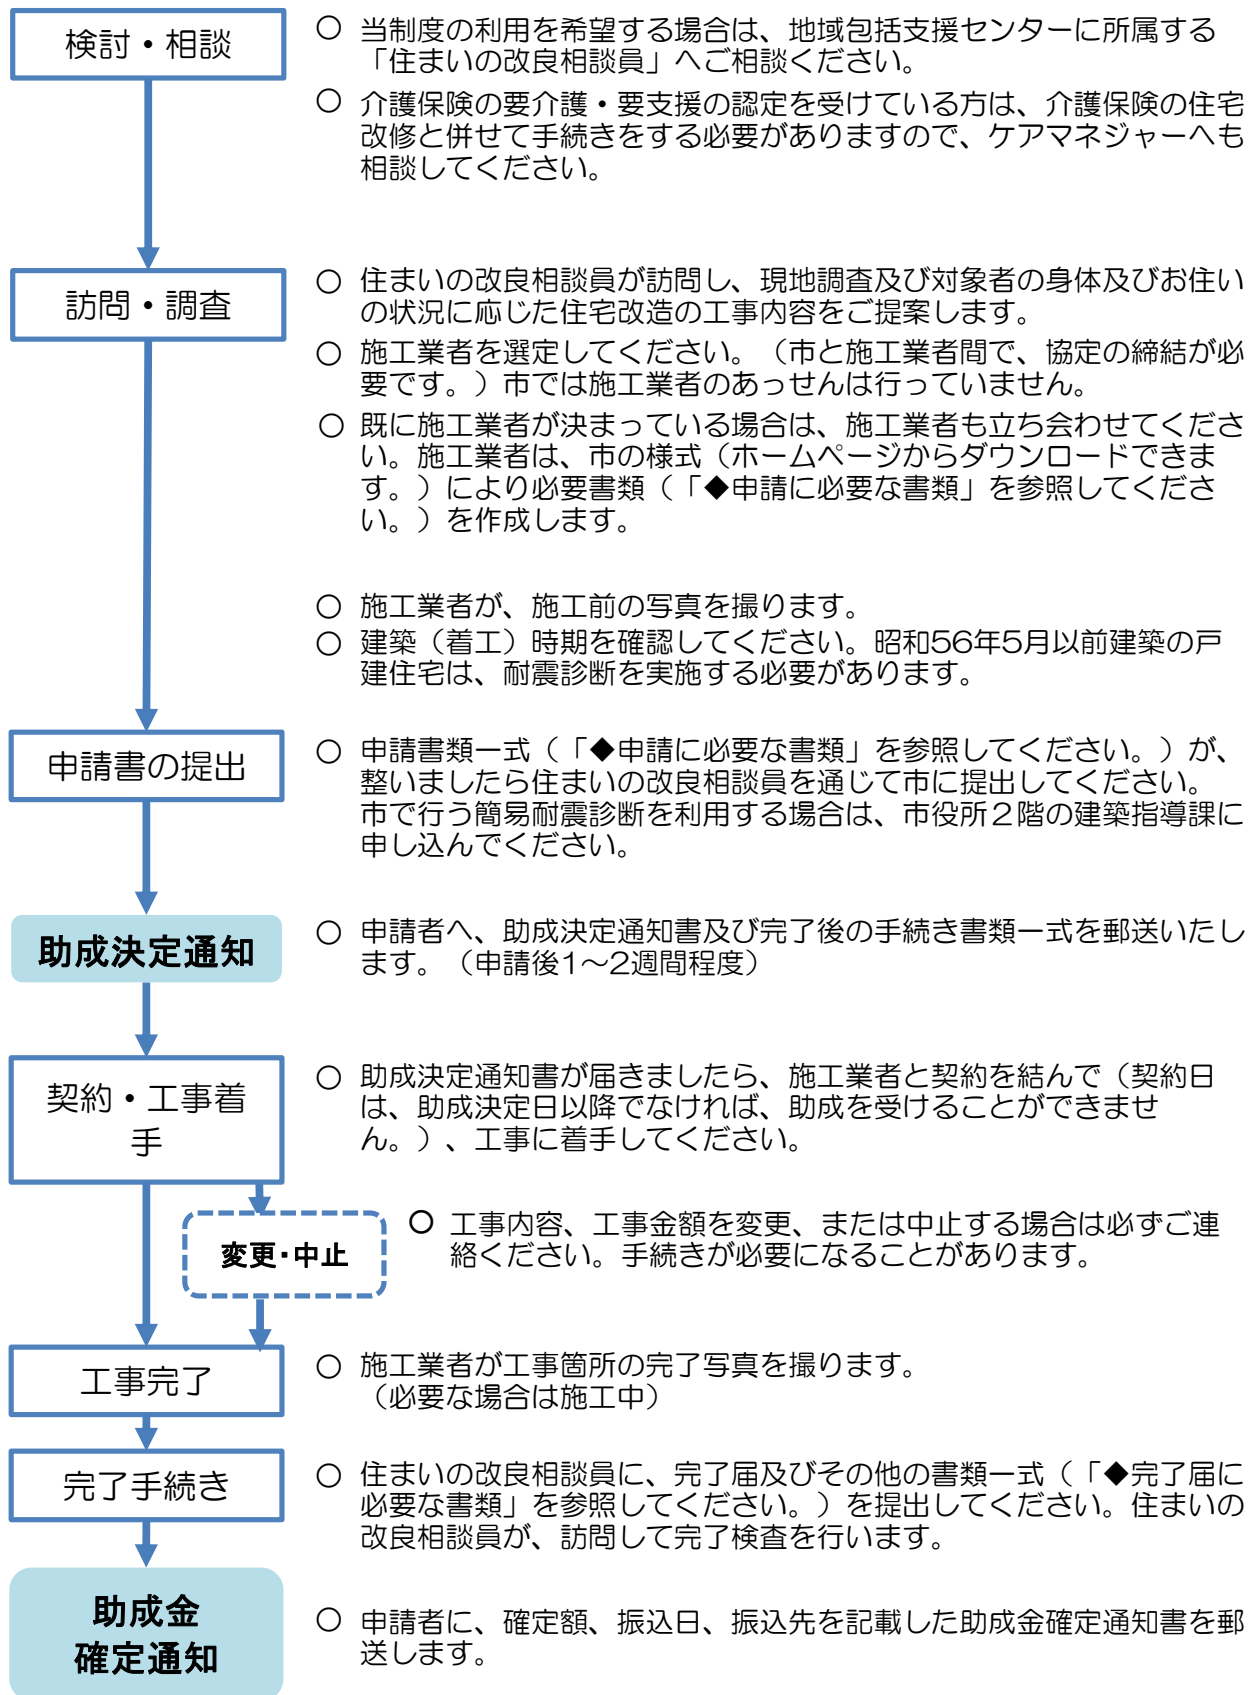 検討・相談
○ 当制度の利用を希望する場合は、地域包括支援センターに所属する
「住まいの改良相談員」へご相談ください。
○ 介護保険の要介護・要支援の認定を受けている方は、介護保険の住宅
改修と併せて手続きをする必要がありますので、ケアマネジャーへも
相談してください。
訪問・調査
○ 住まいの改良相談員が訪問し、現地調査及び対象者の身体及びお住い
の状況に応じた住宅改造の工事内容をご提案します。
○ 施工業者を選定してください。（市と施工業者間で、協定の締結が必
要です。）市では施工業者のあっせんは行っていません。
○ 既に施工業者が決まっている場合は、施工業者も立ち会わせてくださ
い。施工業者は、市の様式（ホームページからダウンロードできま
す。）により必要書類（「◆申請に必要な書類」を参照してくださ
い。）を作成します。
○ 施工業者が、施工前の写真を撮ります。
○ 建築（着工）時期を確認してください。昭和56年5月以前建築の戸
建住宅は、耐震診断を実施する必要があります。
申請書の提出
○ 申請書類一式（「◆申請に必要な書類」を参照してください。）が、
整いましたら住まいの改良相談員を通じて市に提出してください。
市で行う簡易耐震診断を利用する場合は、市役所２階の建築指導課に
申し込んでください。
助成決定通知
○ 申請者へ、助成決定通知書及び完了後の手続き書類一式を郵送いたし
ます。（申請後1～2週間程度）
契約・工事着
手
○ 助成決定通知書が届きましたら、施工業者と契約を結んで（契約日
は、助成決定日以降でなければ、助成を受けることができませ
ん。）、工事に着手してください。
変更・中止
○ 工事内容、工事金額を変更、または中止する場合は必ずご連
絡ください。手続きが必要になることがあります。
工事完了
○ 施工業者が工事箇所の完了写真を撮ります。
（必要な場合は施工中）
完了手続き
○ 住まいの改良相談員に、完了届及びその他の書類一式（「◆完了届に
必要な書類」を参照してください。）を提出してください。住まいの
改良相談員が、訪問して完了検査を行います。
助成金
確定通知
○ 申請者に、確定額、振込日、振込先を記載した助成金確定通知書を郵
送します。